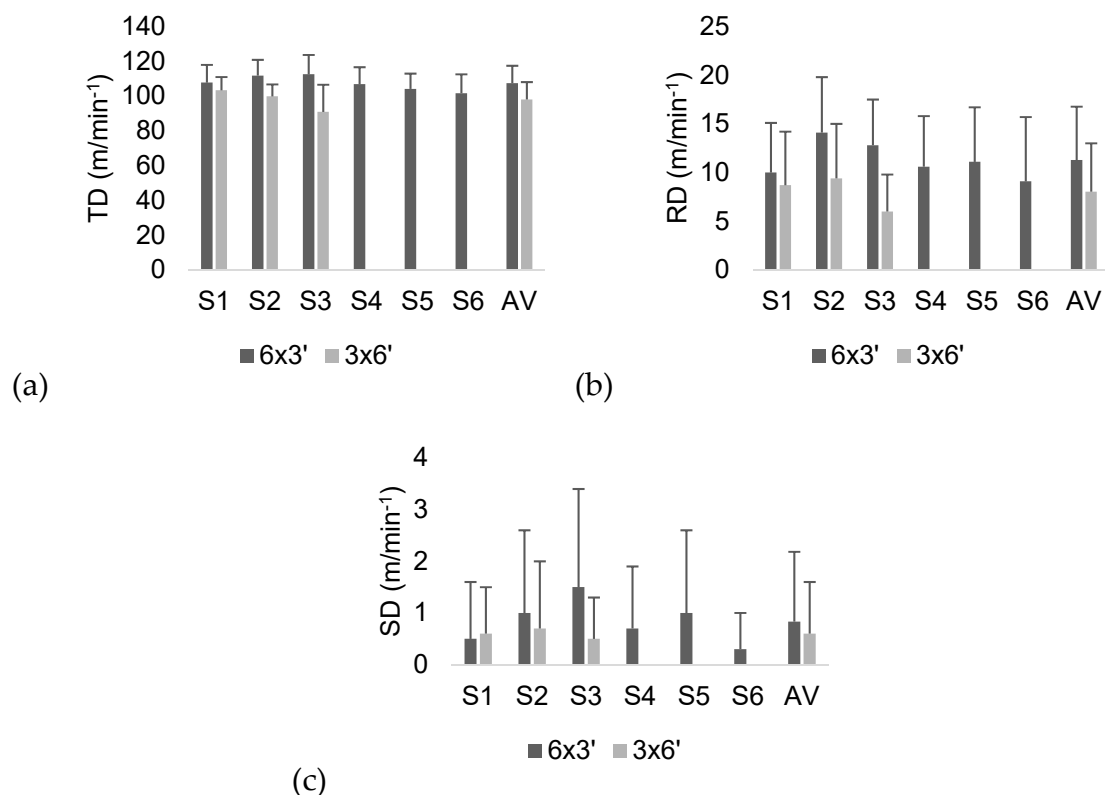 140
120
100
80
60
40
20
0
TD (m/min⁻¹)
S1 S2 S3 S4 S5 S6 AV
6x3' 3x6'
(a)
25
20
15
10
5
0
RD (m/min⁻¹)
S1 S2 S3 S4 S5 S6 AV
6x3' 3x6'
(b)
4
3
2
1
0
SD (m/min⁻¹)
S1 S2 S3 S4 S5 S6 AV
6x3' 3x6'
(c)